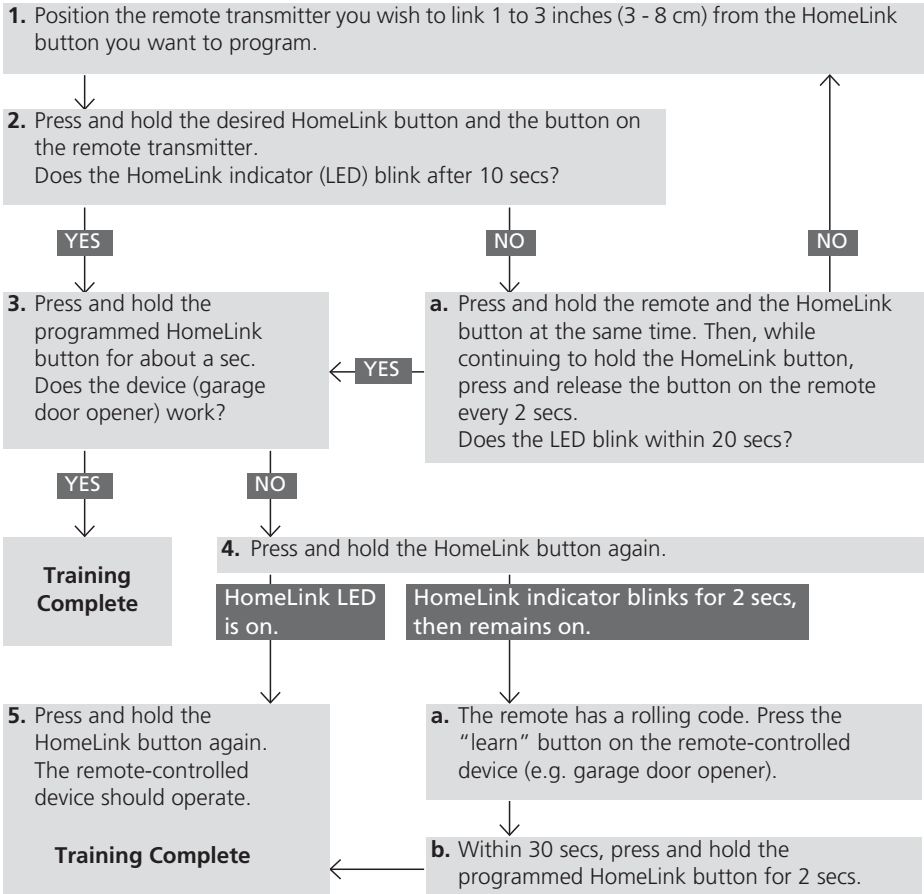 1. Position the remote transmitter you wish to link 1 to 3 inches (3 - 8 cm) from the HomeLink
button you want to program.
2. Press and hold the desired HomeLink button and the button on
the remote transmitter.
Does the HomeLink indicator (LED) blink after 10 secs?
YES
NO
NO
3. Press and hold the
programmed HomeLink
button for about a sec.
Does the device (garage
door opener) work?
YES
a. Press and hold the remote and the HomeLink
button at the same time. Then, while
continuing to hold the HomeLink button,
press and release the button on the remote
every 2 secs.
Does the LED blink within 20 secs?
YES
NO
Training
Complete
4. Press and hold the HomeLink button again.
HomeLink LED
is on.
HomeLink indicator blinks for 2 secs,
then remains on.
5. Press and hold the
HomeLink button again.
The remote-controlled
device should operate.
Training Complete
a. The remote has a rolling code. Press the
“learn” button on the remote-controlled
device (e.g. garage door opener).
b. Within 30 secs, press and hold the
programmed HomeLink button for 2 secs.